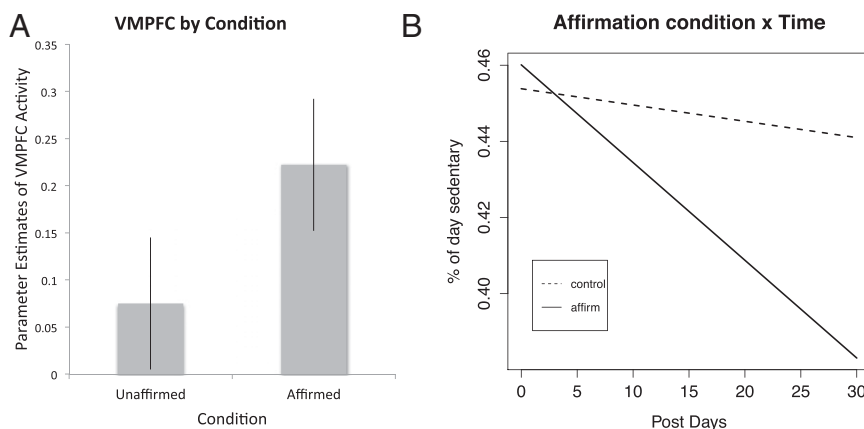 A
VMPFC by Condition
Parameter Estimates of VMPFC Activity
0.35
0.3
0.25
0.2
0.15
0.1
0.05
0
Unaffirmed
Affirmed
Condition
B
Affirmation condition x Time
% of day sedentary
0.46
0.44
0.42
0.40
control
affirm
0
5
10
15
20
25
30
Post Days